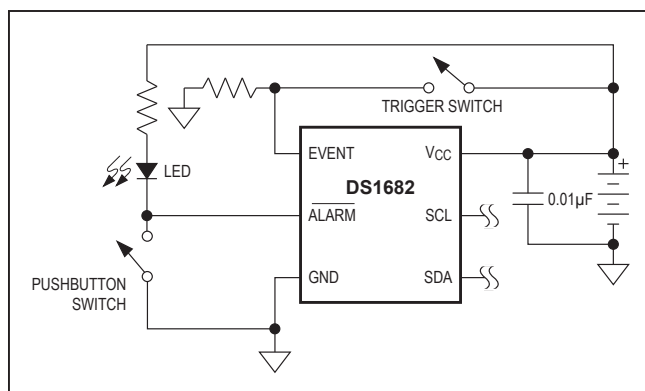 TRIGGER SWITCH
EVENT
VCC
LED
DS1682
0.01µF
+
ALARM
SCL
PUSHBUTTON
SWITCH
GND
SDA